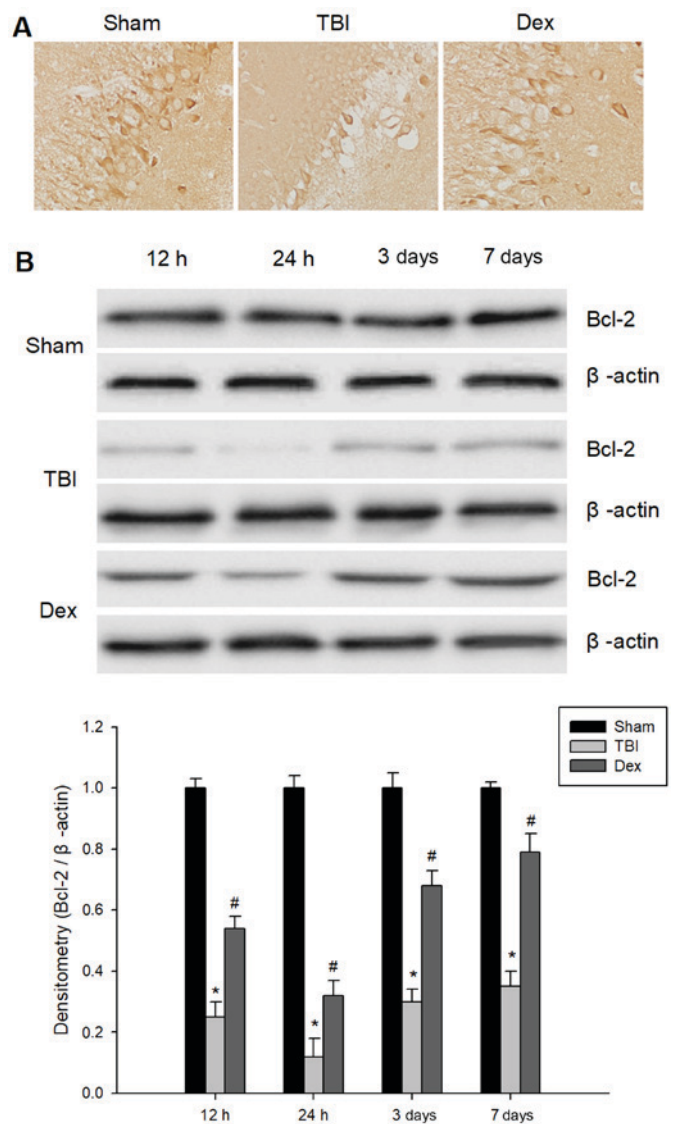 A
Sham TBI Dex
B
12 h 24 h 3 days 7 days
Bcl-2
Sham
β -actin
Bcl-2
TBI
β -actin
Bcl-2
Dex
β -actin
Densitometry (Bcl-2 / β -actin)
1.2
1.0
0.8
0.6
0.4
0.2
0.0
Sham
TBI
Dex
* # * # * # * #
12 h 24 h 3 days 7 days